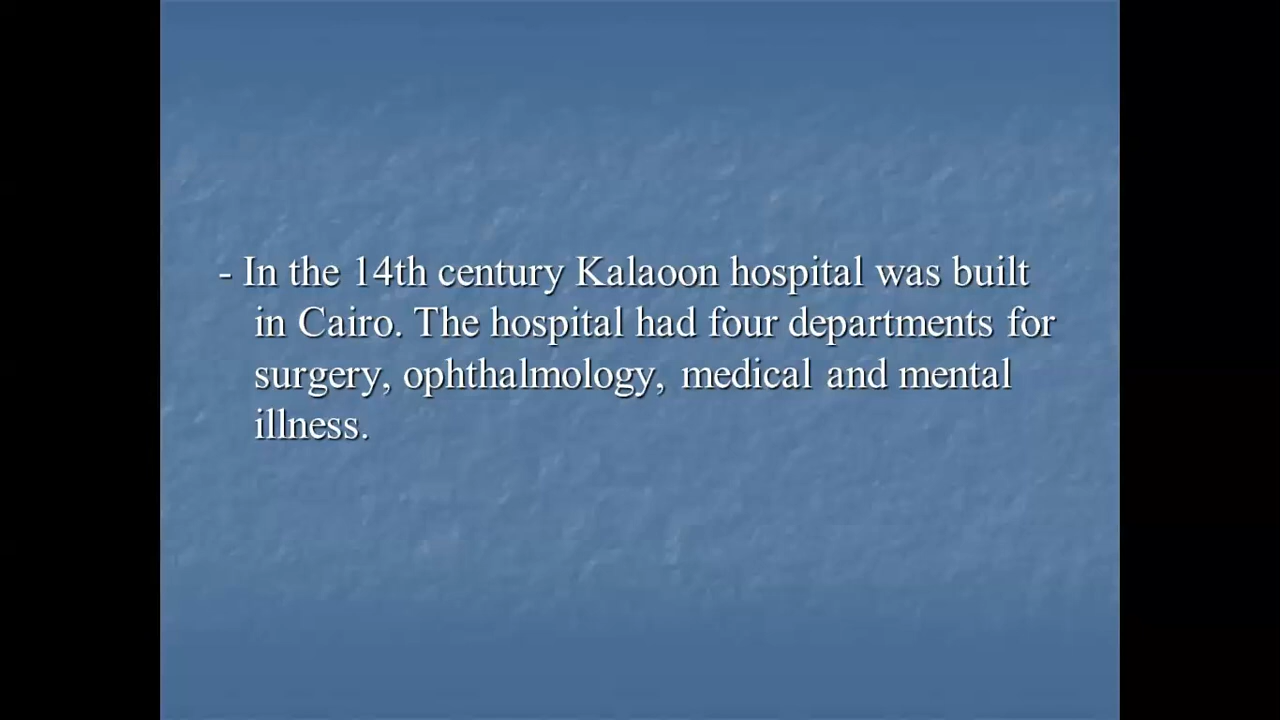 - In the 14th century Kalaoon hospital was built
in Cairo. The hospital had four departments for
surgery, ophthalmology, medical and mental
illness.